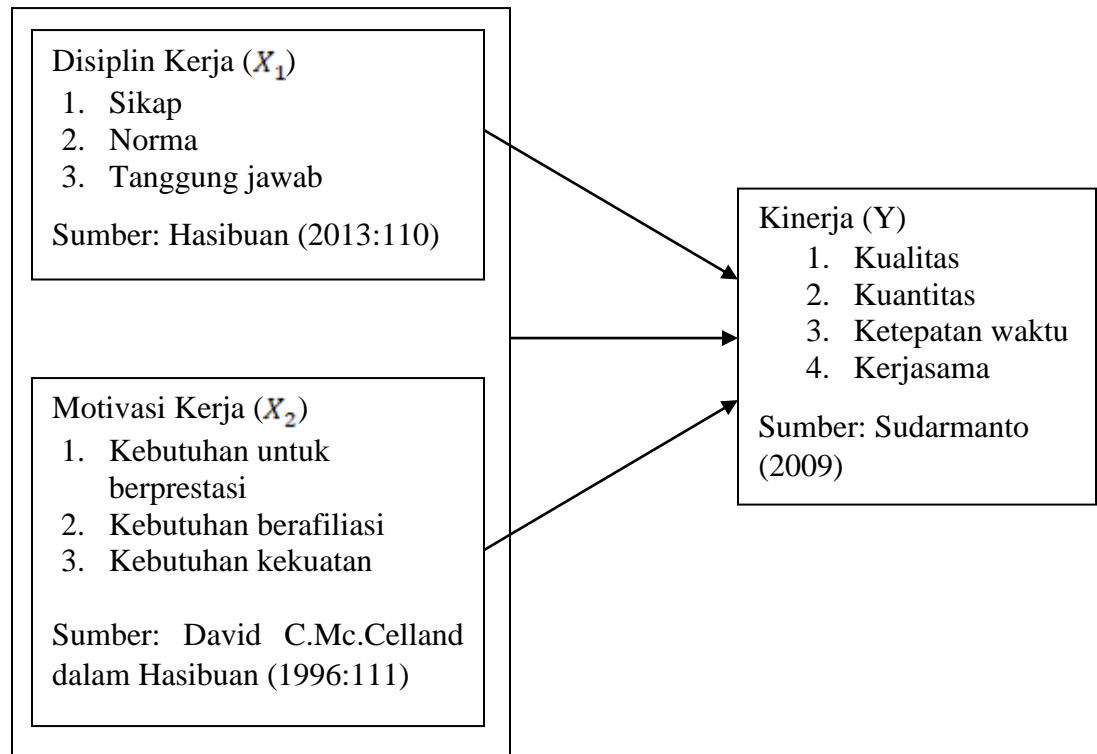 Disiplin Kerja (X₁)
1. Sikap
2. Norma
3. Tanggung jawab
Sumber: Hasibuan (2013:110)
Motivasi Kerja (X₂)
1. Kebutuhan untuk
berprestasi
2. Kebutuhan berafiliasi
3. Kebutuhan kekuatan
Sumber: David C.Mc.Celland
dalam Hasibuan (1996:111)
Kinerja (Y)
1. Kualitas
2. Kuantitas
3. Ketepatan waktu
4. Kerjasama
Sumber: Sudarmanto
(2009)